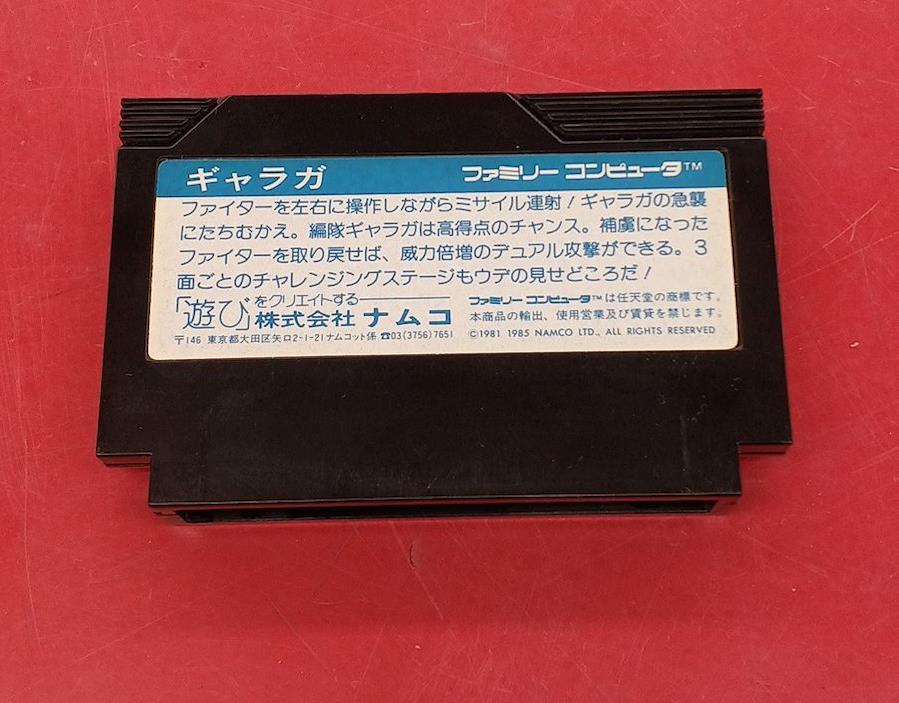 ギャラガ ファミリー コンピュータ™
ファイターを左右に操作しながらミサイル連射!ギャラガの急襲
にたちむかえ。編隊ギャラガは高得点のチャンス。補虜になった
ファイターを取り戻せば、威力倍増のデュアル攻撃ができる。3
面ごとのチャレンジングステージもウデの見せどころだ!
「遊び」をクリエイトする
株式会社 ナムコ
〒146 東京都大田区矢口2-1-21ナムコット係 ☎03(3756)7651
ファミリー コンピュータ™は任天堂の商標です。
本商品の輸出、使用営業及び賃貸を禁じます。
©1981 1985 NAMCO LTD., ALL RIGHTS RESERVED